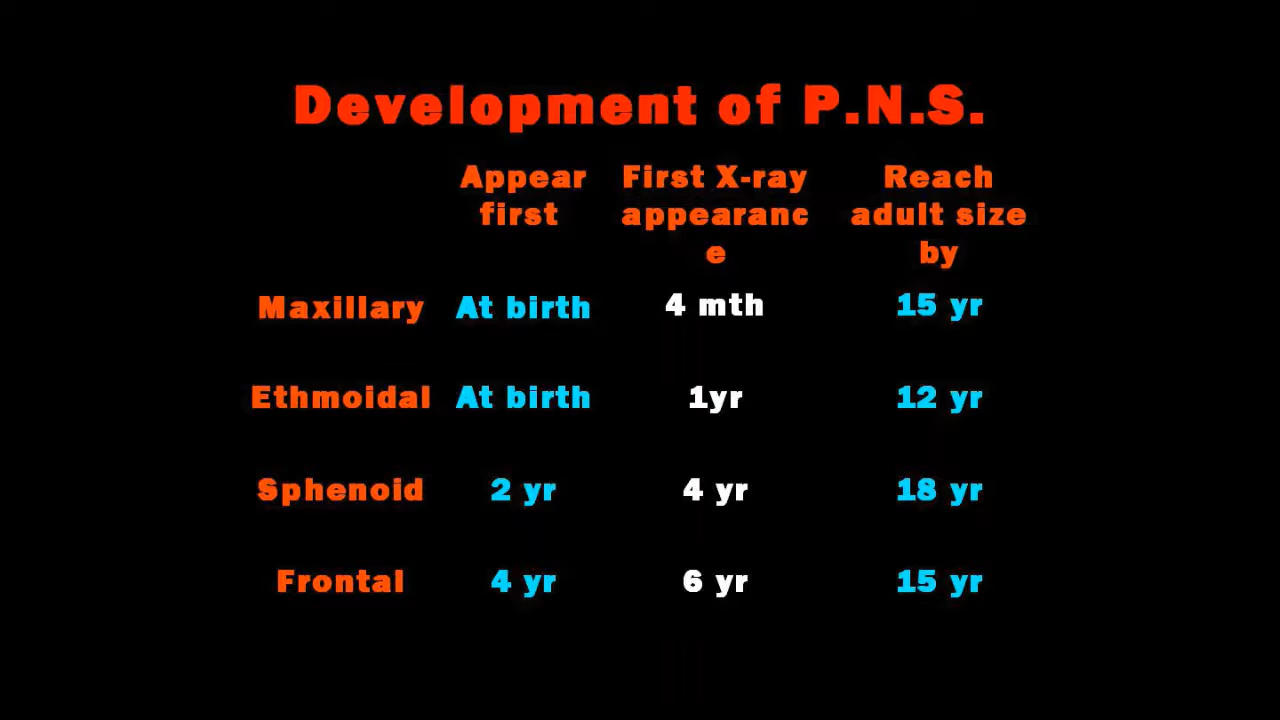 Development of P.N.S.
Appear first First X-ray appearanc e Reach adult size by
Maxillary At birth 4 mth 15 yr
Ethmoidal At birth 1yr 12 yr
Sphenoid 2 yr 4 yr 18 yr
Frontal 4 yr 6 yr 15 yr